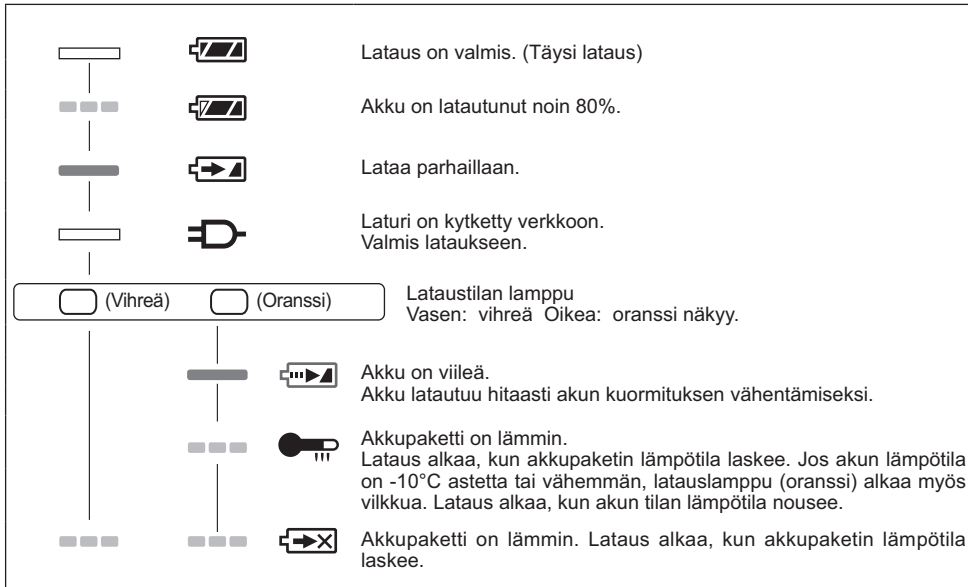 Lataus on valmis. (Täysi lataus)
Akku on latautunut noin 80%.
Lataa parhaillaan.
Laturi on kytketty verkkoon.
Valmis lataukseen.
(Vihreä) (Oranssi)
Lataustilan lamppu
Vasen: vihreä Oikea: oranssi näkyy.
Akku on viileä.
Akku latautuu hitaasti akun kuormituksen vähentämiseksi.
Akkupaketti on lämmin.
Lataus alkaa, kun akkupaketin lämpötila laskee. Jos akun lämpötila
on -10°C astetta tai vähemmän, latauslamppu (oranssi) alkaa myös
vilkkua. Lataus alkaa, kun akun tilan lämpötila nousee.
Akkupaketti on lämmin. Lataus alkaa, kun akkupaketin lämpötila
laskee.